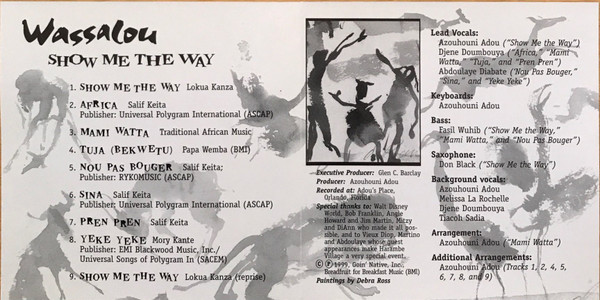 Wassalou
SHOW ME THE WAY
1. SHOW ME THE WAY Lokua Kanza
2. AFRICA Salif Keita
Publisher: Universal Polygram International (ASCAP)
3. MAMI WATTA Traditional African Music
4. TUJA (BEKWETU) Papa Wemba (BMI)
5. NOU PAS BOUGER Salif Keita;
Publisher: RYKOMUSIC (ASCAP)
6. SINA Salif Keita
Publisher; Universal Polygram International (ASCAP)
7. PREN PREN Salif Keita
8. YEKE YEKE Mory Kante
Publisher: EMI Blackwood Music, Inc./
Universal Songs of Polygram In (SACEM)
9. SHOW ME THE WAY Lokua Kanza (reprise)
Executive Producer: Glen C. Barclay
Producer: Azouhouni Adou
Recorded at: Adou's Place,
Orlando, Florida
Special thanks to: Walt Disney
World, Bob Franklin, Angie
Howard and Jim Martin, Mizzy
and DiAnn who made it all pos-
sible, and to Vieux Diop, Martino
and Abdoulaye whose guest
appearances make Harambe
Village a very special event.
© ℗ 1999, Goin' Native, Inc.,
Breadfruit for Breakfast Music (BMI)
Paintings by Debra Ross
Lead Vocals:
Azouhouni Adou ("Show Me the Way")
Djene Doumbouya ("Africa," "Mami
Watta," "Tuja," and "Pren Pren")
Abdoulaye Diabate ("Nou Pas Bouger,"
"Sina," and "Yeke Yeke")
Keyboards:
Azouhouni Adou
Bass:
Fasil Wuhib ("Show Me the Way,"
"Mami Watta," and "Nou Pas Bouger")
Saxophone:
Don Black ("Show Me the Way")
Background vocals:
Azouhouni Adou
Melissa La Rochelle
Djene Doumbouya
Tiacoh Sadia
Arrangement:
Azouhouni Adou ("Mami Watta")
Additional Arrangements:
Azouhouni Adou (Tracks 1, 2, 4, 5,
6, 7, 8, and 9)